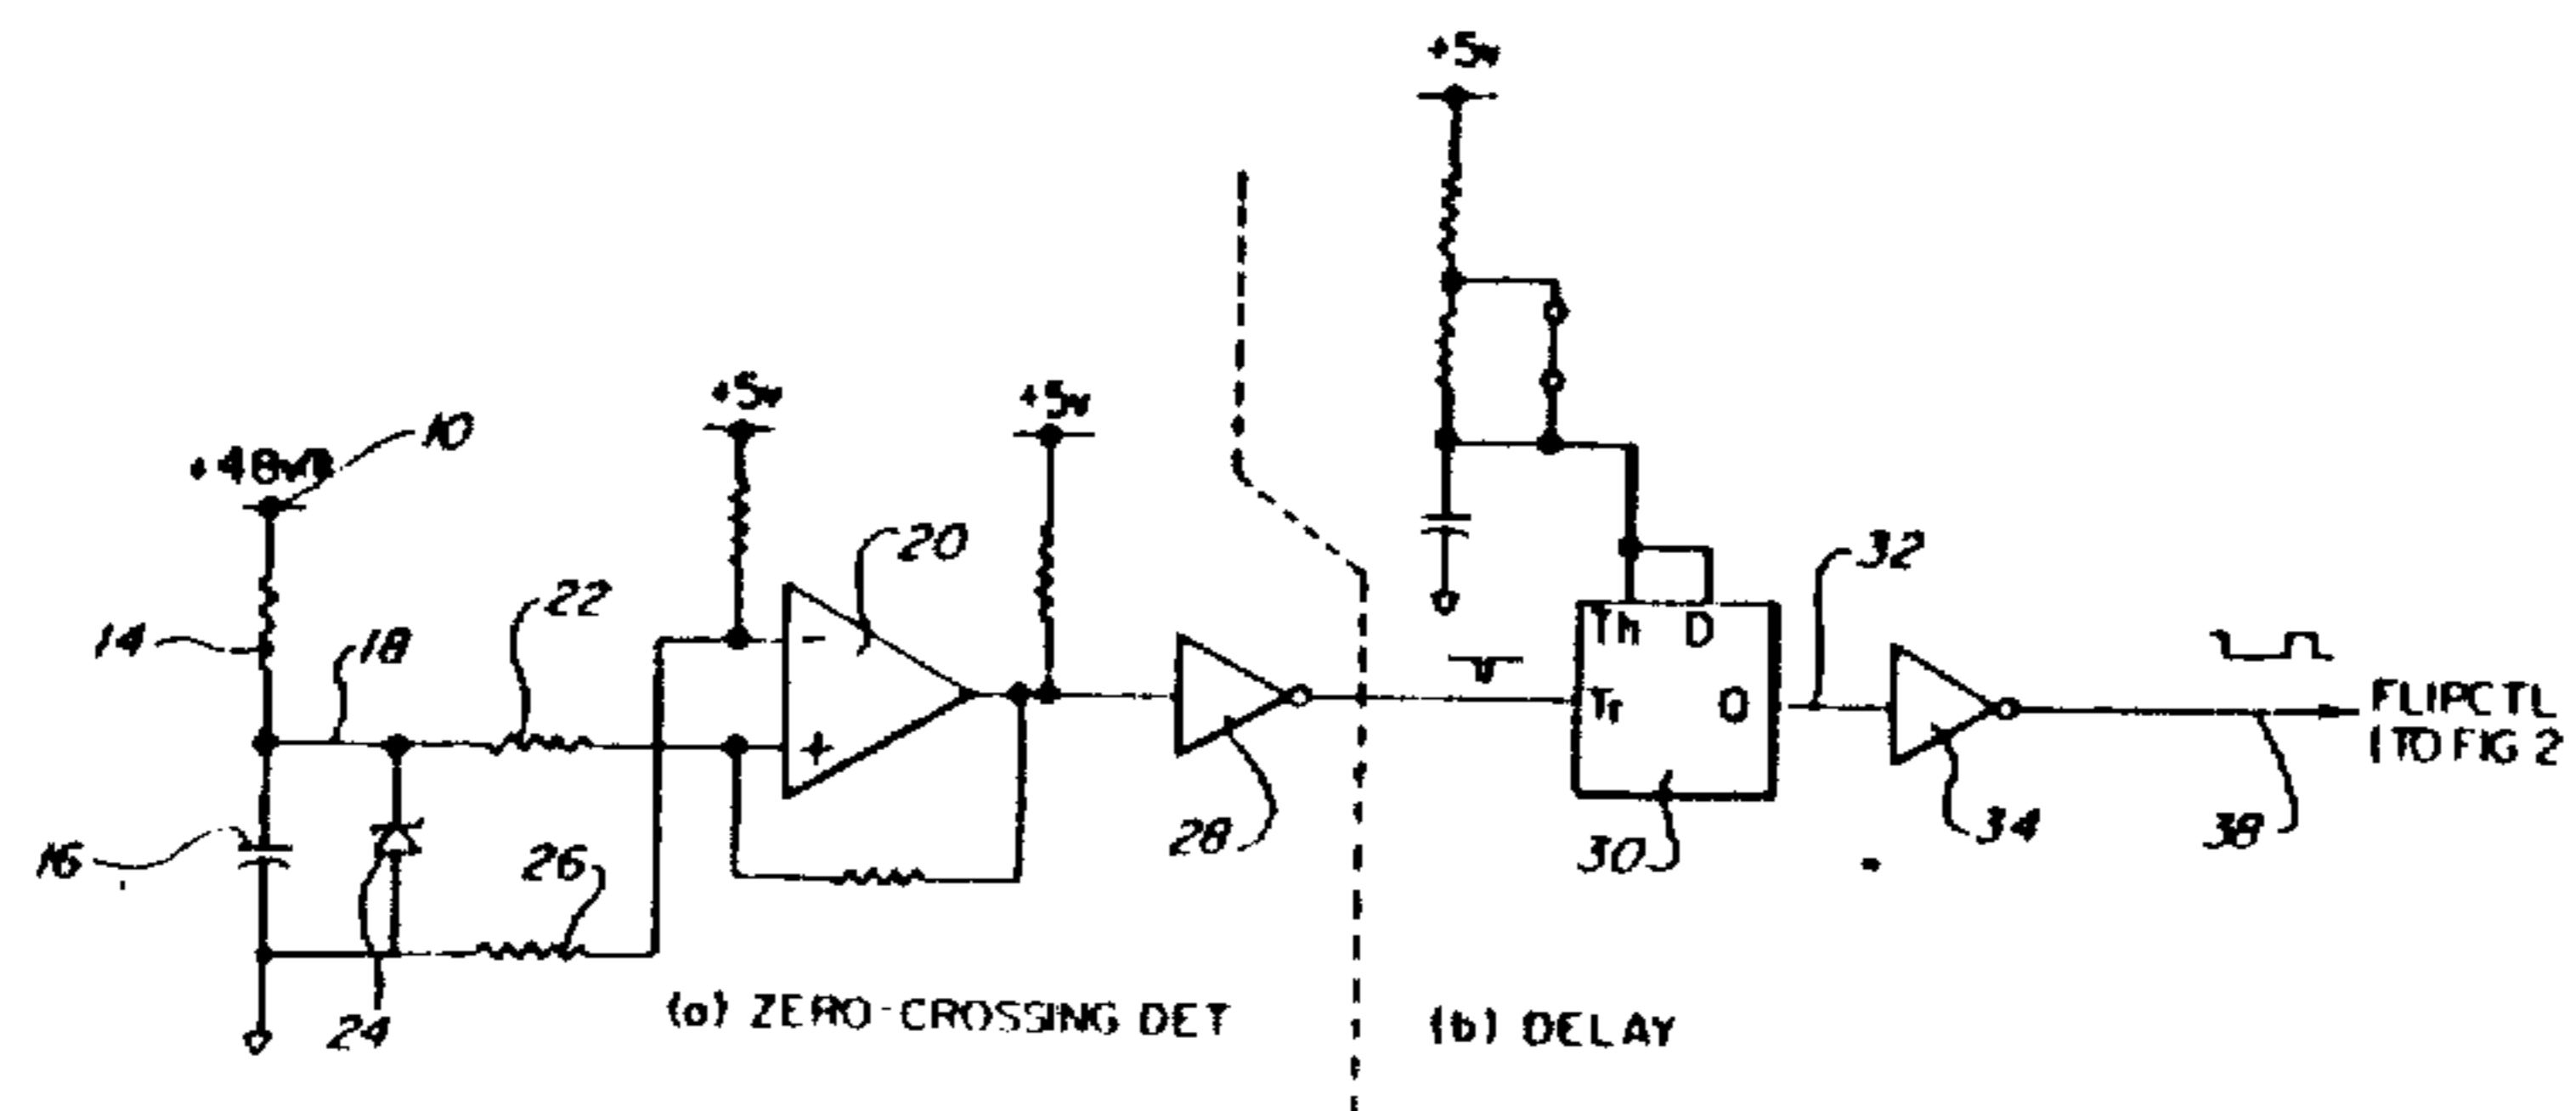 +5v
+5v
+5v
10
+48VR
20
32
22
14
18
-
Th D
Tr O
+
FLIPCTL
(TO FIG 2
16
26
28
30
34
38
24
(a) ZERO-CROSSING DET
(b) DELAY